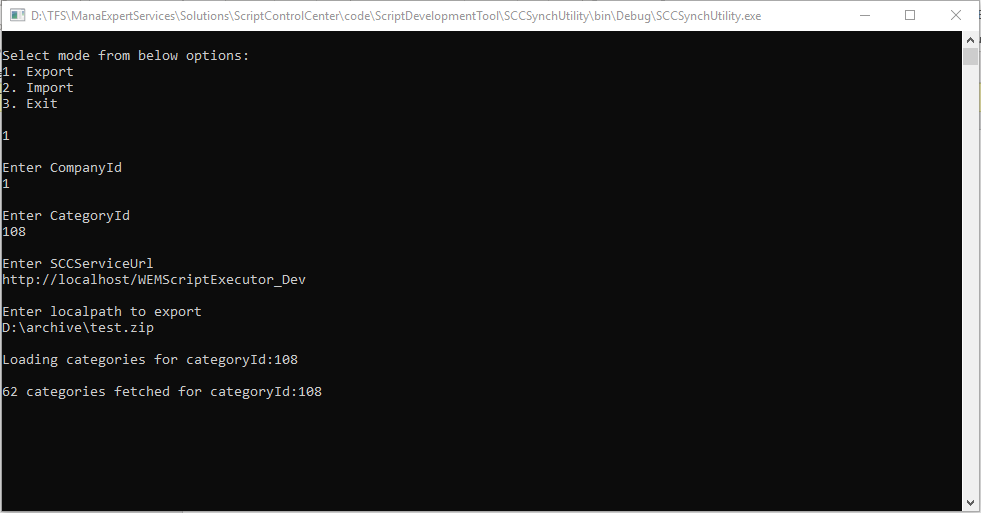 D:\TFS\ManaExpertServices\Solutions\ScriptControlCenter\code\ScriptDevelopmentTool\SCCSynchUtility\bin\Debug\SCCSynchUtility.exe
Select mode from below options:
1. Export
2. Import
3. Exit
1
Enter CompanyId
1
Enter CategoryId
108
Enter SCCServiceUrl
http://localhost/WEMScriptExecutor_Dev
Enter localpath to export
D:\archive\test.zip
Loading categories for categoryId:108
62 categories fetched for categoryId:108